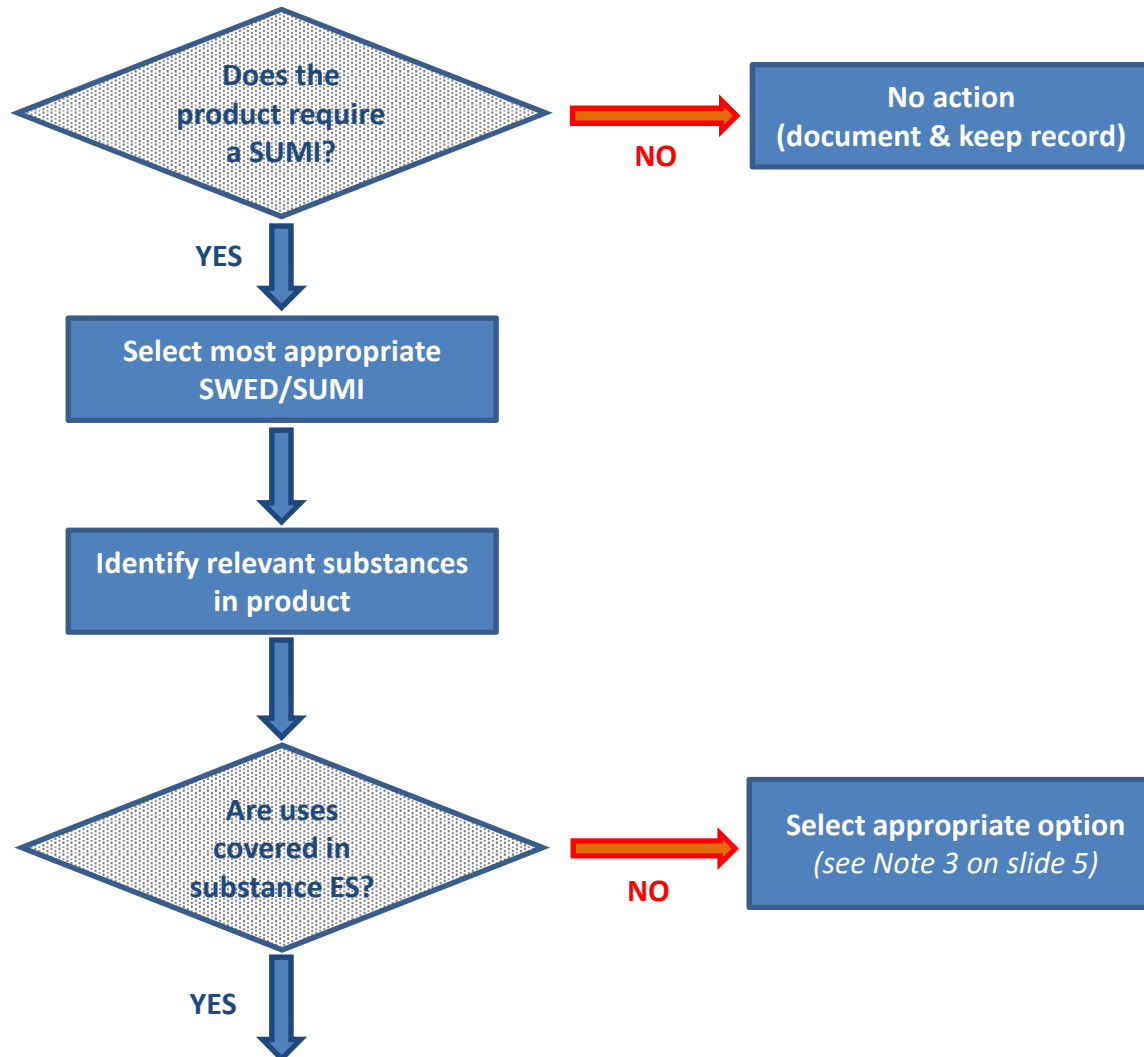 Does the
product require
a SUMI?
NO
No action
(document & keep record)
YES
Select most appropriate
SWED/SUMI
Identify relevant substances
in product
Are uses
covered in
substance ES?
NO
Select appropriate option
(see Note 3 on slide 5)
YES